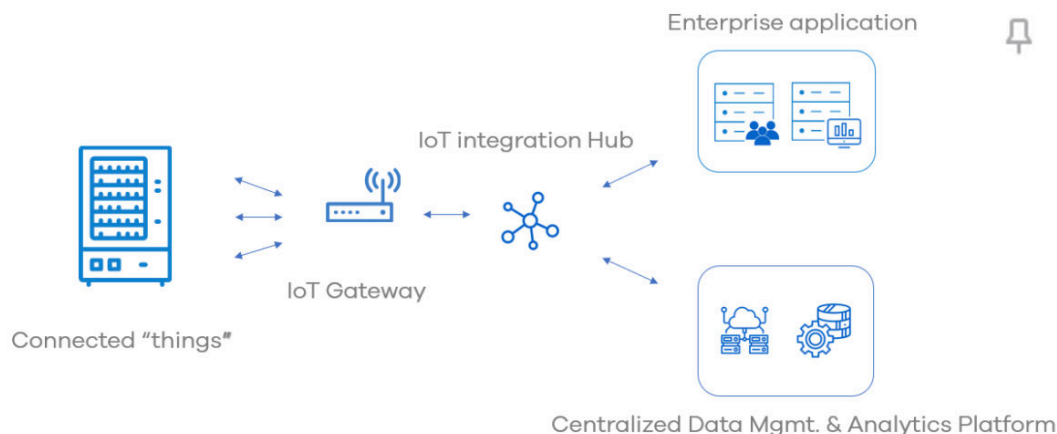 Enterprise application
IoT integration Hub
IoT Gateway
Connected “things”
Centralized Data Mgmt. & Analytics Platform